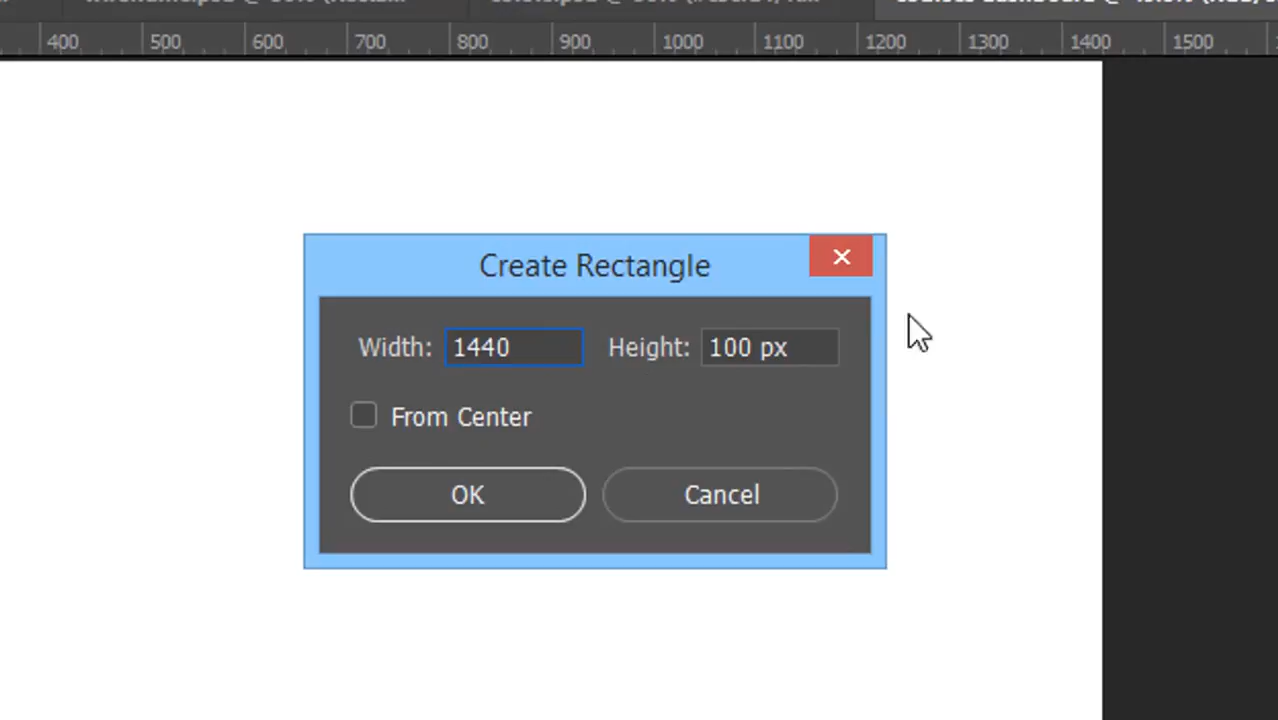 400 500 600 700 800 900 1000 1100 1200 1300 1400 1500
Create Rectangle
Width: 1440 Height: 100 px
From Center
OK Cancel